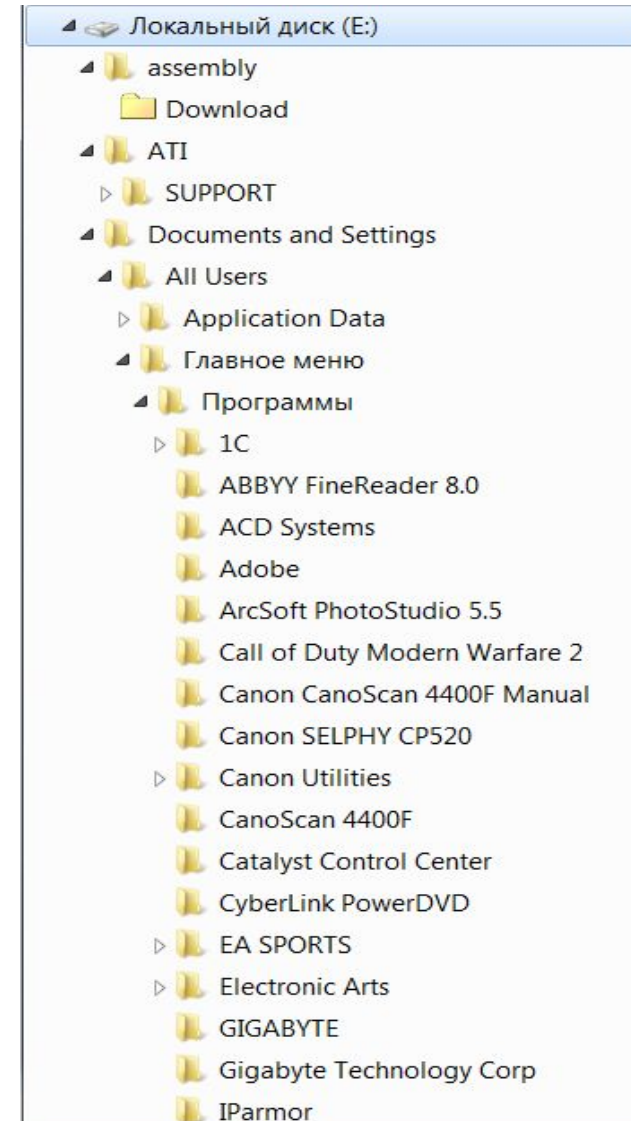 Локальный диск (E:)
assembly
Download
ATI
SUPPORT
Documents and Settings
All Users
Application Data
Главное меню
Программы
1C
ABBYY FineReader 8.0
ACD Systems
Adobe
ArcSoft PhotoStudio 5.5
Call of Duty Modern Warfare 2
Canon CanoScan 4400F Manual
Canon SELPHY CP520
Canon Utilities
CanoScan 4400F
Catalyst Control Center
CyberLink PowerDVD
EA SPORTS
Electronic Arts
GIGABYTE
Gigabyte Technology Corp
IParmor